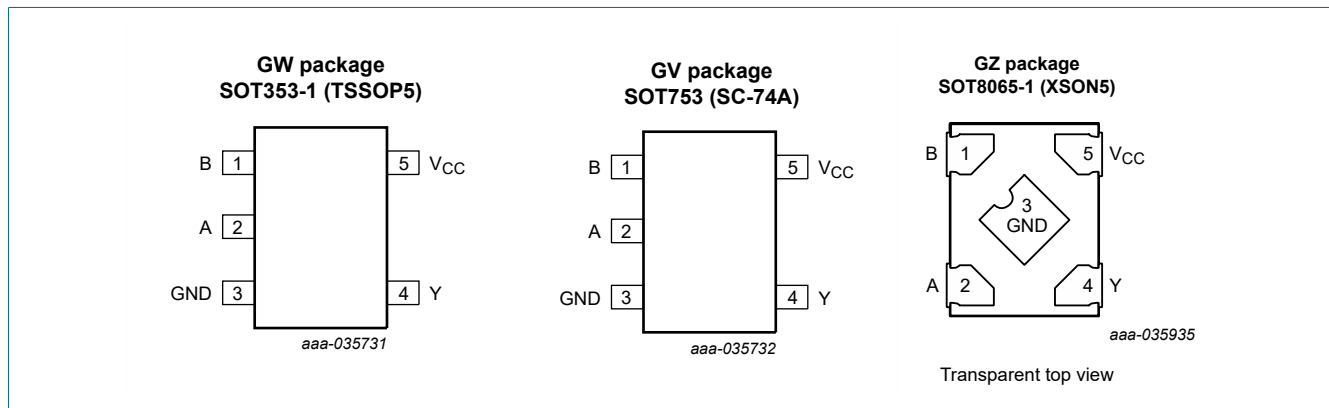 GW package
SOT353-1 (TSSOP5)
B 1
5 VCC
A 2
GND 3
4 Y
aaa-035731
GV package
SOT753 (SC-74A)
B 1
5 VCC
A 2
GND 3
4 Y
aaa-035732
GZ package
SOT8065-1 (XSON5)
B 1
5 VCC
3
GND
A 2
4 Y
aaa-035935
Transparent top view